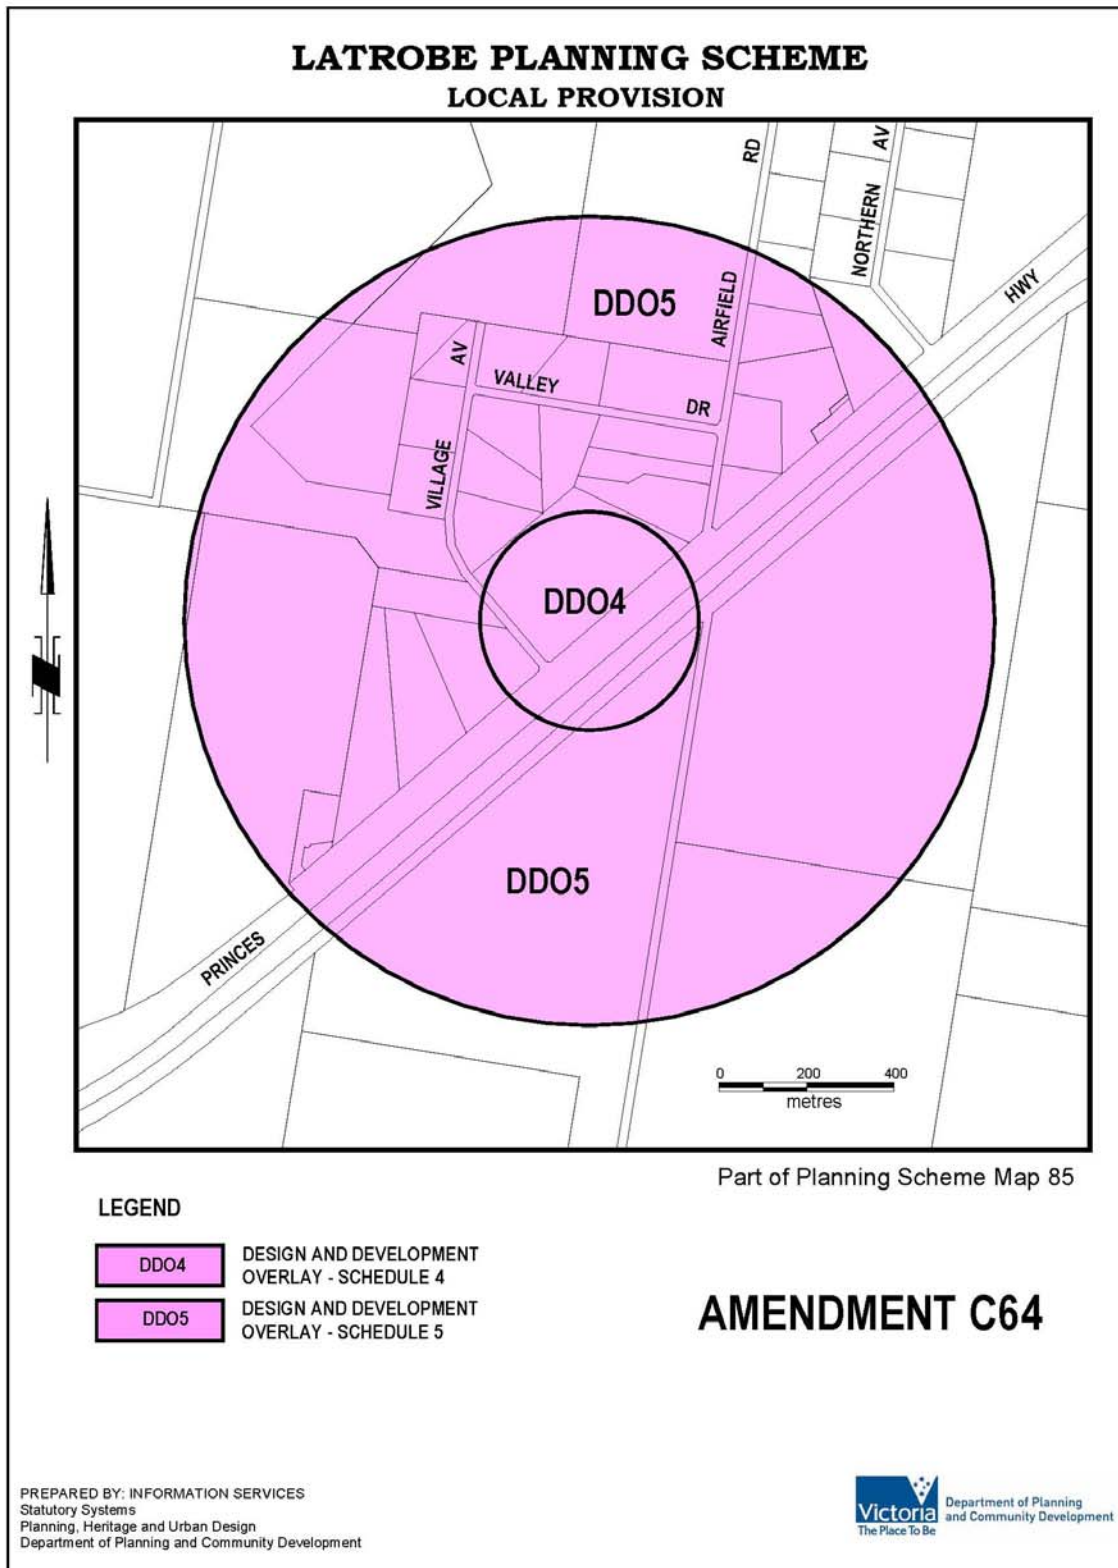 LATROBE PLANNING SCHEME
LOCAL PROVISION
RD
NORTHERN AV
HWY
DDO5
AIRFIELD
AV
VALLEY
DR
VILLAGE
DDO4
DDO5
PRINCES
0 200 400
metres
Part of Planning Scheme Map 85
LEGEND
DDO4
DESIGN AND DEVELOPMENT
OVERLAY - SCHEDULE 4
DDO5
DESIGN AND DEVELOPMENT
OVERLAY - SCHEDULE 5
AMENDMENT C64
PREPARED BY: INFORMATION SERVICES
Statutory Systems
Planning, Heritage and Urban Design
Department of Planning and Community Development
Victoria
The Place To Be
Department of Planning
and Community Development